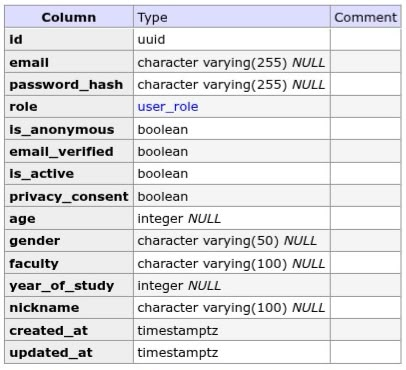 Column Type Comment
id uuid
email character varying(255) NULL
password_hash character varying(255) NULL
role user_role
is_anonymous boolean
email_verified boolean
is_active boolean
privacy_consent boolean
age integer NULL
gender character varying(50) NULL
faculty character varying(100) NULL
year_of_study integer NULL
nickname character varying(100) NULL
created_at timestamptz
updated_at timestamptz